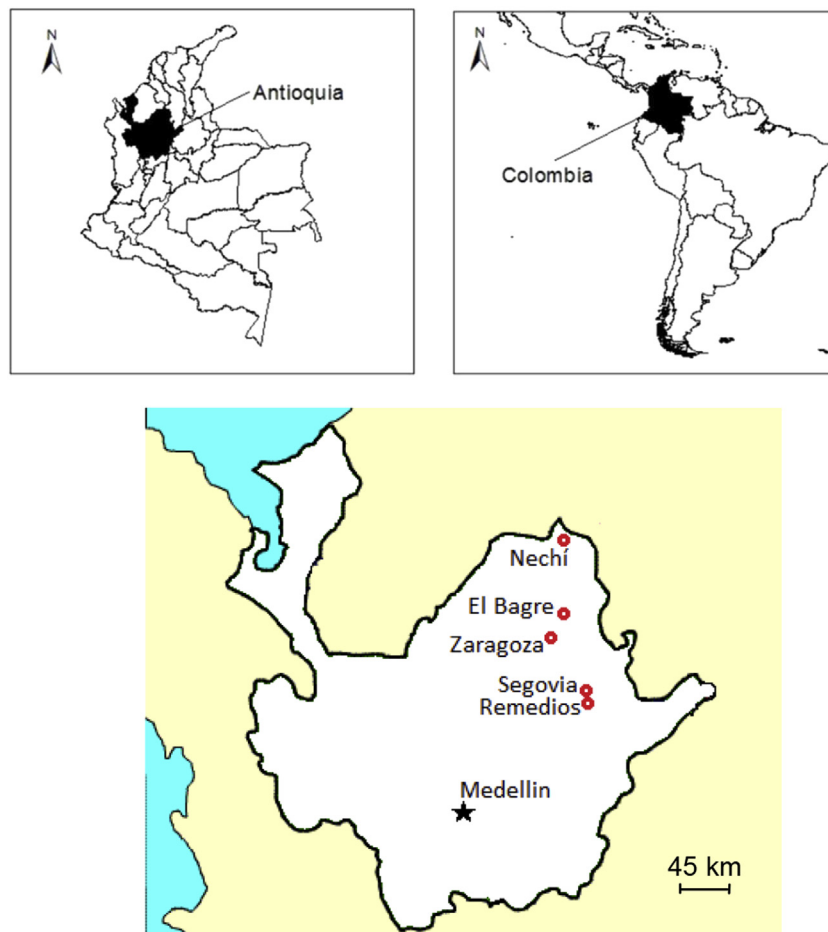 N
Antioquia
N
Colombia
Nechí
El Bagre
Zaragoza
Segovia
Remedios
Medellin
45 km